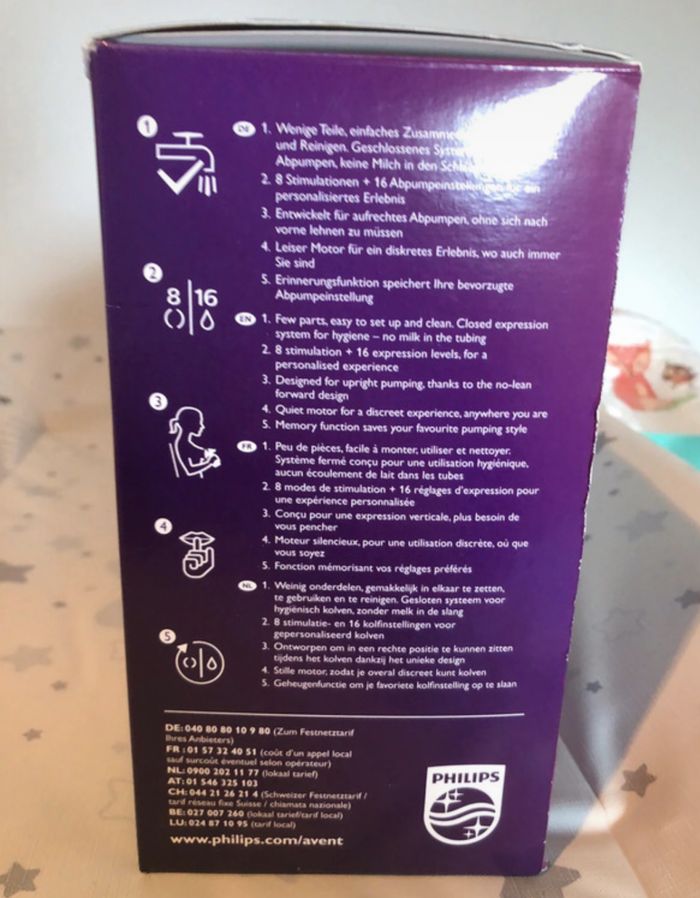 1
DE 1. Wenige Teile, einfaches
und Reinigen. Geschlossenes
Abpumpen, keine Milch in den
2. 8 Stimulationen + 16 Abpumpeinstellungen für ein
personalisiertes Erlebnis
3. Entwickelt für aufrechtes Abpumpen, ohne sich nach
vorne lehnen zu müssen
4. Leiser Motor für ein diskretes Erlebnis, wo auch immer
Sie sind
5. Erinnerungsfunktion speichert Ihre bevorzugte
Abpumpeinstellung
2
8 16
EN 1. Few parts, easy to set up and clean. Closed expression
system for hygiene – no milk in the tubing
2. 8 stimulation + 16 expression levels, for a
personalised experience
3. Designed for upright pumping, thanks to the no-lean
forward design
4. Quiet motor for a discreet experience, anywhere you are
5. Memory function saves your favourite pumping style
3
FR 1. Peu de pièces, facile à monter, utiliser et nettoyer.
Système fermé conçu pour une utilisation hygiénique,
aucun écoulement de lait dans les tubes
2. 8 modes de stimulation + 16 réglages d'expression pour
une expérience personnalisée
3. Conçu pour une expression verticale, plus besoin de
vous pencher
4. Moteur silencieux, pour une utilisation discrète, où que
vous soyez
5. Fonction mémorisant vos réglages préférés
4
NL 1. Weinig onderdelen, gemakkelijk in elkaar te zetten,
te gebruiken en te reinigen. Gesloten systeem voor
hygiënisch kolven, zonder melk in de slang
2. 8 stimulatie- en 16 kolfinstellingen voor
gepersonaliseerd kolven
3. Ontworpen om in een rechte positie te kunnen zitten
tijdens het kolven dankzij het unieke design
4. Stille motor, zodat je overal discreet kunt kolven
5. Geheugenfunctie om je favoriete kolfinstelling op te slaan
5
DE: 040 80 80 10 9 80 (Zum Festnetztarif
Ihres Anbieters)
FR : 01 57 32 40 51 (coût d'un appel local
sauf surcoût éventuel selon opérateur)
NL: 0900 202 11 77 (lokaal tarief)
AT: 01 546 325 103
CH: 044 21 26 21 4 (Schweizer Festnetztarif /
tarif réseau fixe Suisse / chiamata nazionale)
BE: 027 007 260 (lokaal tarief/tarif local)
LU: 024 87 10 95 (tarif local)
www.philips.com/avent
PHILIPS